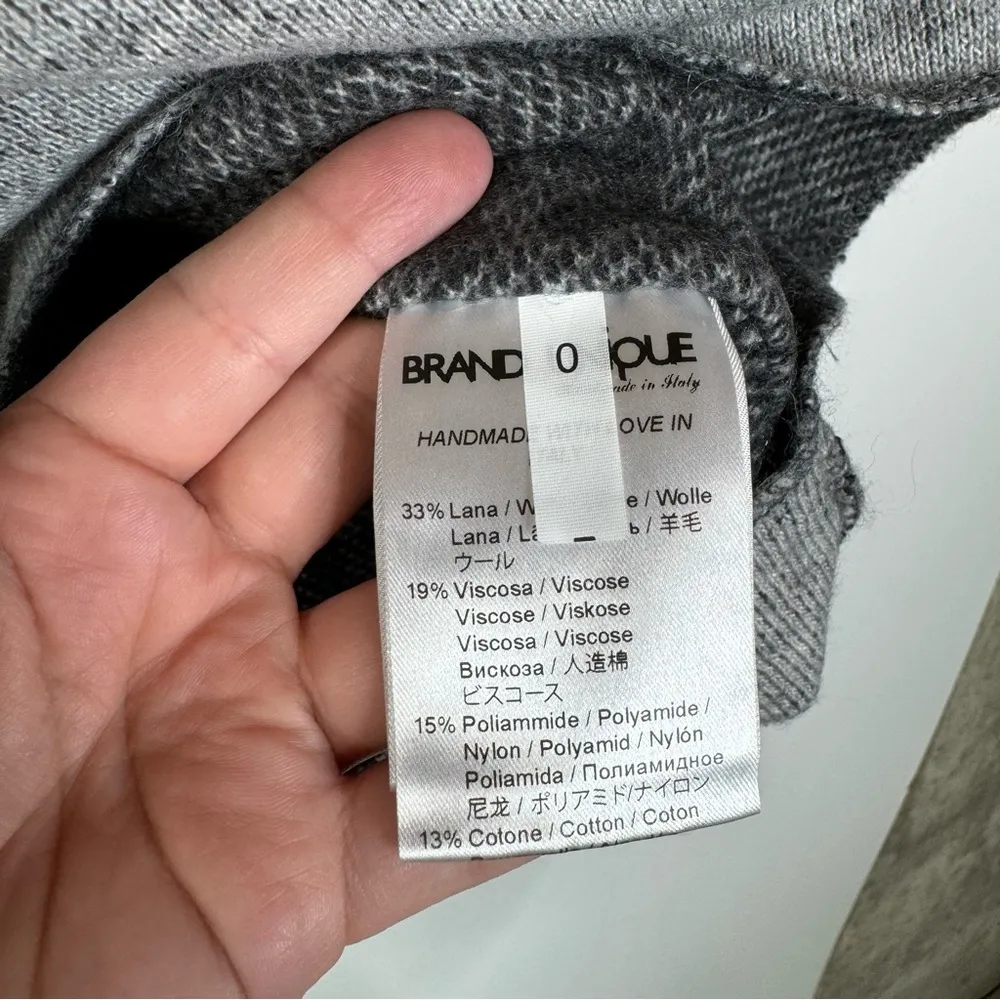 BRAND 0 QUE
ade in Italy
HANDMAD OVE IN
33% Lana / W e / Wolle
Lana / La ь / 羊毛
ウール
19% Viscosa / Viscose
Viscose / Viskose
Viscosa / Viscose
Вискоза / 人造棉
ビスコース
15% Poliammide / Polyamide /
Nylon / Polyamid / Nylón
Poliamida / Полиамидное
尼龙 / ポリアミド/ナイロン
13% Cotone / Cotton / Coton